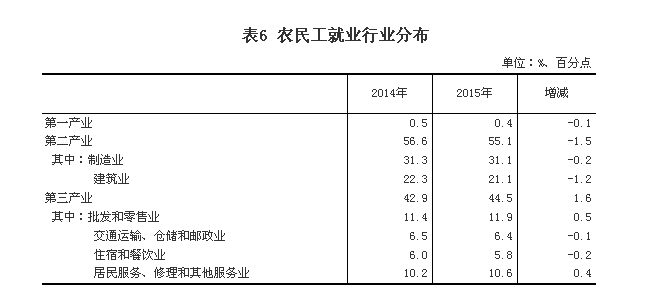 表6 农民工就业行业分布
单位：%、百分点
2014年 2015年 增减
第一产业 0.5 0.4 -0.1
第二产业 56.6 55.1 -1.5
其中：制造业 31.3 31.1 -0.2
建筑业 22.3 21.1 -1.2
第三产业 42.9 44.5 1.6
其中：批发和零售业 11.4 11.9 0.5
交通运输、仓储和邮政业 6.5 6.4 -0.1
住宿和餐饮业 6.0 5.8 -0.2
居民服务、修理和其他服务业 10.2 10.6 0.4